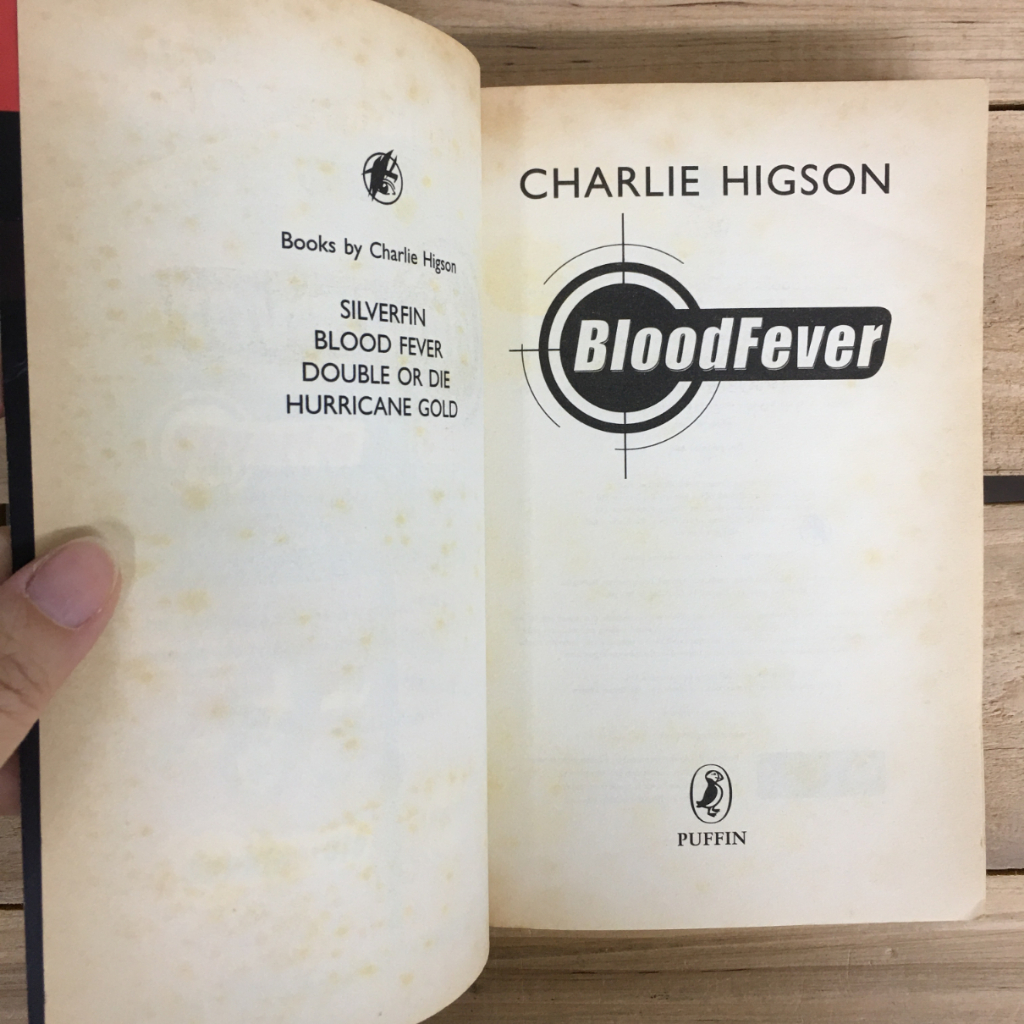 Books by Charlie Higson
SILVERFIN
BLOOD FEVER
DOUBLE OR DIE
HURRICANE GOLD
CHARLIE HIGSON
BloodFever
PUFFIN